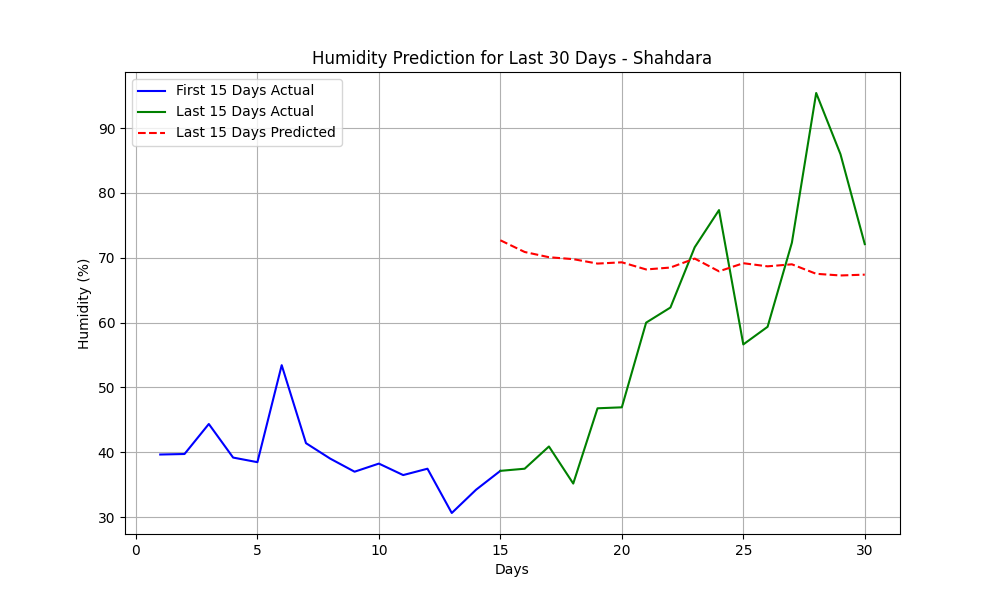 Humidity Prediction for Last 30 Days - Shahdara
First 15 Days Actual
Last 15 Days Actual
Last 15 Days Predicted
Humidity (%)
90
80
70
60
50
40
30
0 5 10 15 20 25 30
Days